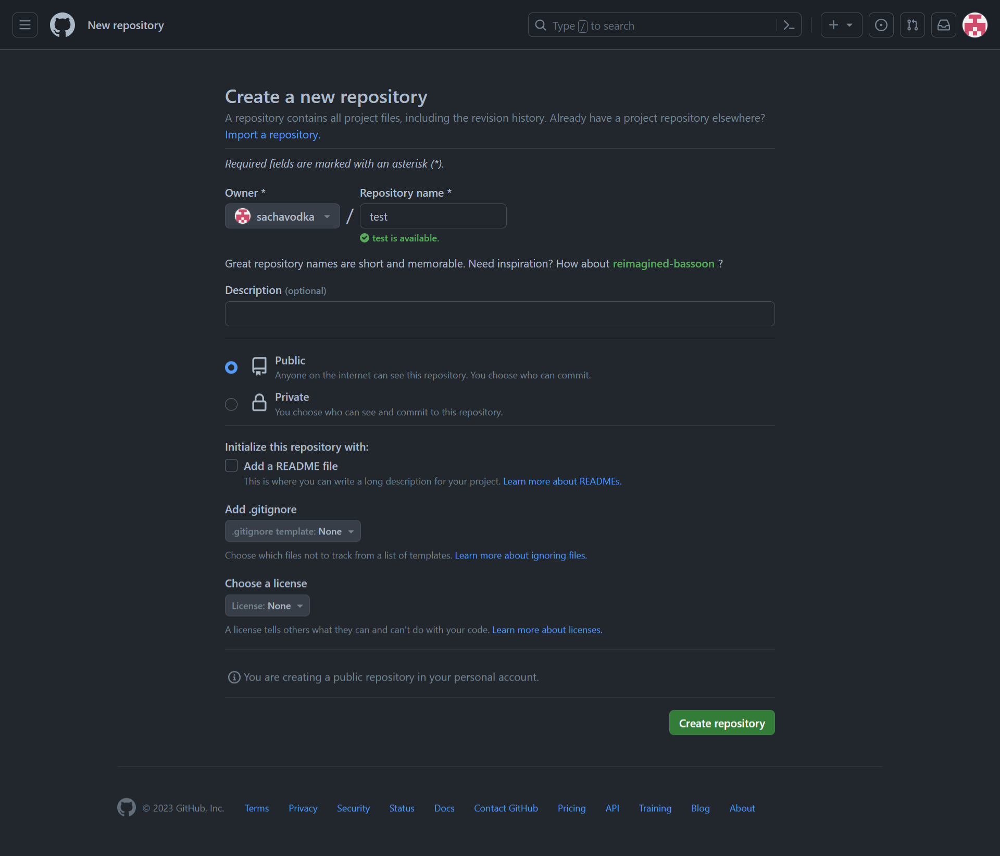 New repository
Type / to search
Create a new repository
A repository contains all project files, including the revision history. Already have a project repository elsewhere?
Import a repository.
Required fields are marked with an asterisk (*).
Owner *
Repository name *
sachavodka
/
test
test is available.
Great repository names are short and memorable. Need inspiration? How about reimagined-bassoon ?
Description (optional)
Public
Anyone on the internet can see this repository. You choose who can commit.
Private
You choose who can see and commit to this repository.
Initialize this repository with:
Add a README file
This is where you can write a long description for your project. Learn more about READMEs.
Add .gitignore
.gitignore template: None
Choose which files not to track from a list of templates. Learn more about ignoring files.
Choose a license
License: None
A license tells others what they can and can't do with your code. Learn more about licenses.
You are creating a public repository in your personal account.
Create repository
© 2023 GitHub, Inc. Terms Privacy Security Status Docs Contact GitHub Pricing API Training Blog About